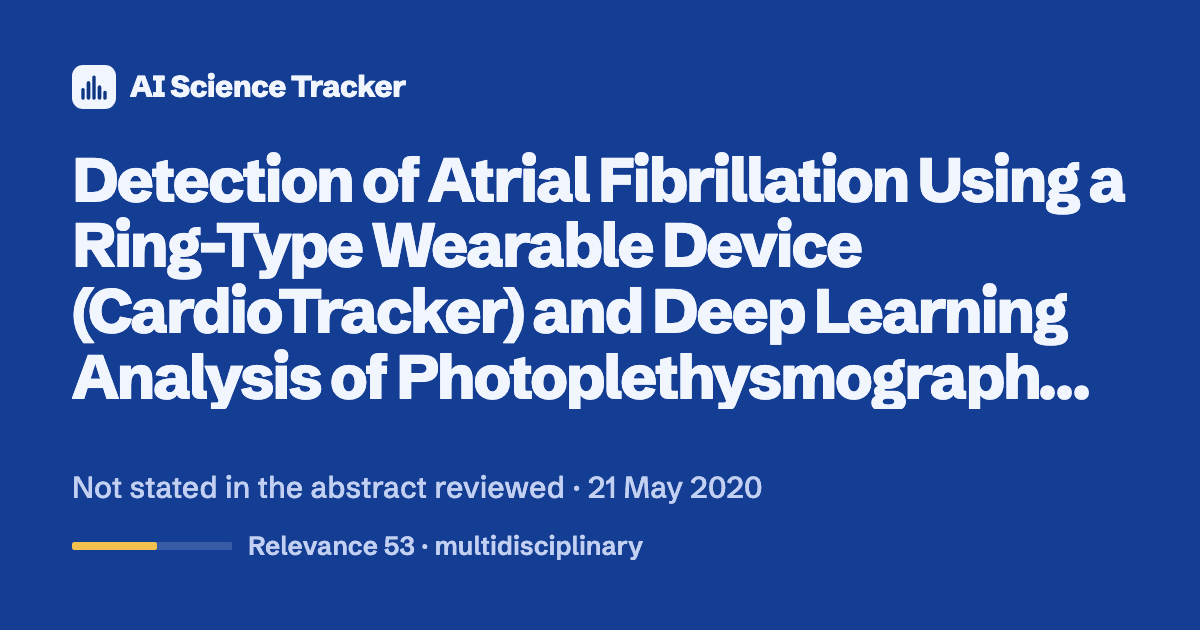 AI Science Tracker
Detection of Atrial Fibrillation Using a
Ring-Type Wearable Device
(CardioTracker) and Deep Learning
Analysis of Photoplethysmograph...
Not stated in the abstract reviewed · 21 May 2020
Relevance 53 · multidisciplinary